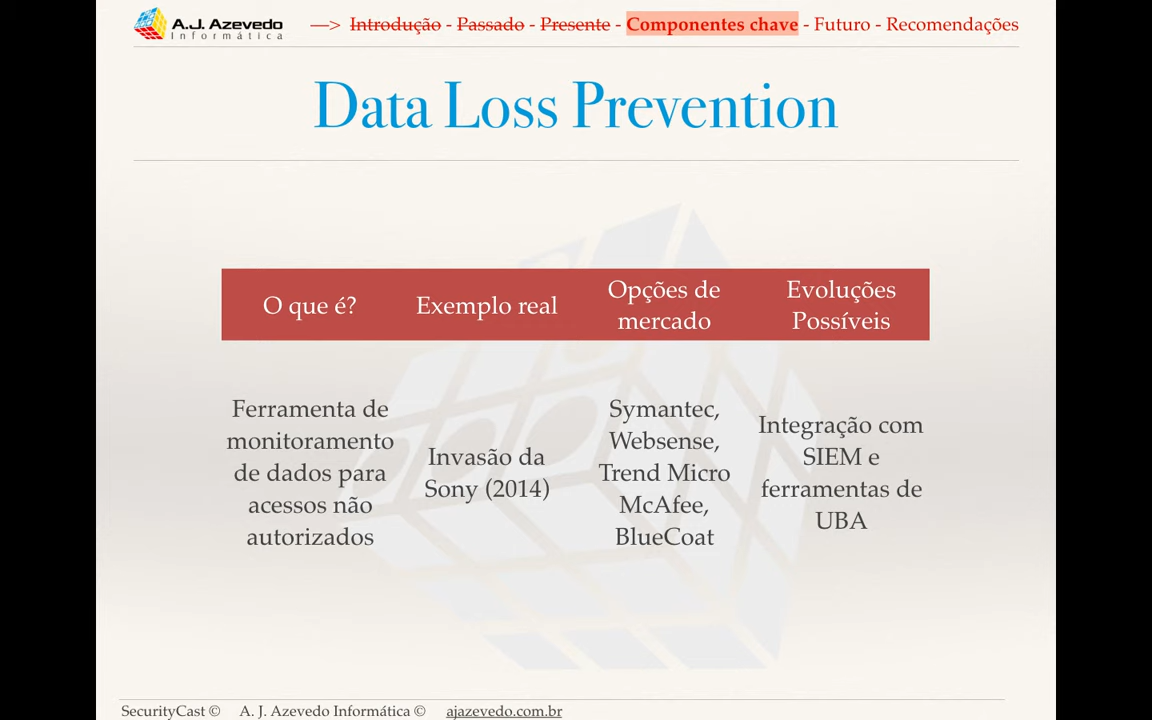 A.J. Azevedo
Informática
—> Introdução - Passado - Presente - Componentes chave - Futuro - Recomendações
Data Loss Prevention
O que é?
Exemplo real
Opções de
mercado
Evoluções
Possíveis
Ferramenta de
monitoramento
de dados para
acessos não
autorizados
Invasão da
Sony (2014)
Symantec,
Websense,
Trend Micro
McAfee,
BlueCoat
Integração com
SIEM e
ferramentas de
UBA
SecurityCast © A. J. Azevedo Informática © ajazevedo.com.br